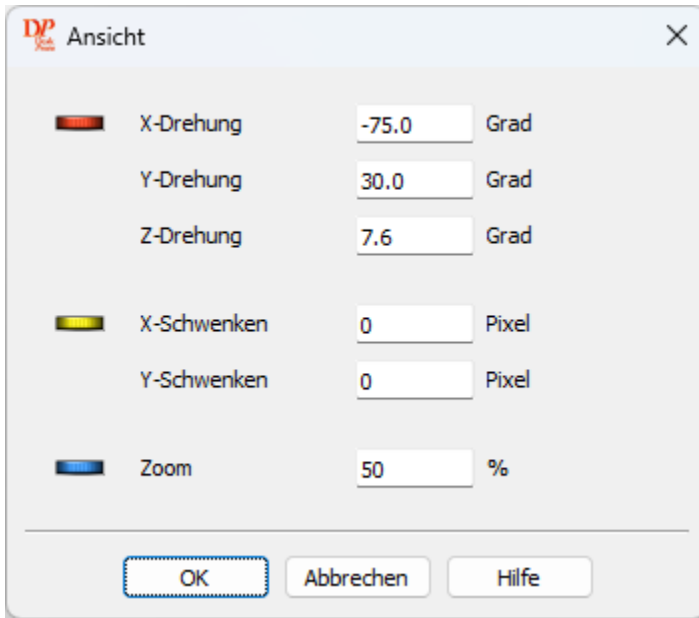 DP Ansicht
X-Drehung -75.0 Grad
Y-Drehung 30.0 Grad
Z-Drehung 7.6 Grad
X-Schwenken 0 Pixel
Y-Schwenken 0 Pixel
Zoom 50 %
OK Abbrechen Hilfe